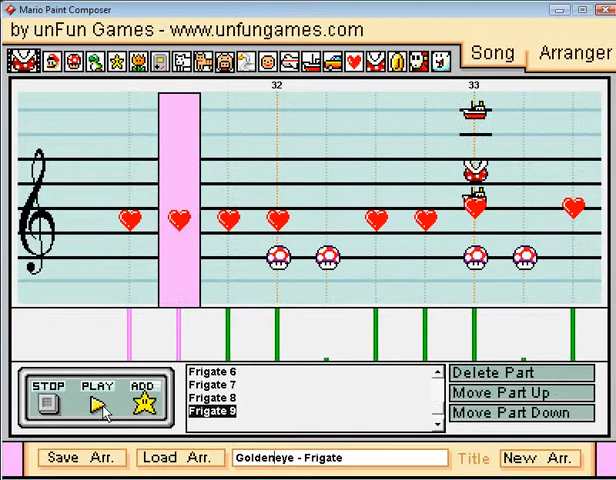 Mario Paint Composer
by unFun Games - www.unfungames.com
Song
Arranger
32
33
STOP
PLAY
ADD
Frigate 6
Frigate 7
Frigate 8
Frigate 9
Delete Part
Move Part Up
Move Part Down
Save Arr.
Load Arr.
Goldeneye - Frigate
Title
New Arr.